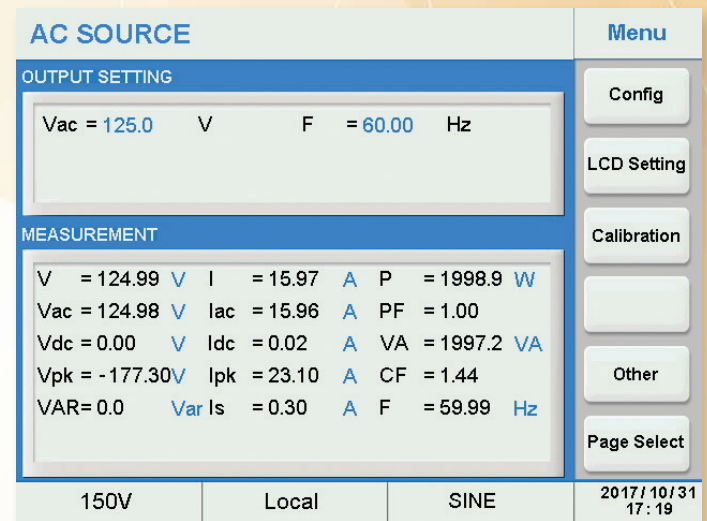 AC SOURCE
Menu
OUTPUT SETTING
Vac = 125.0 V F = 60.00 Hz
Config
LCD Setting
MEASUREMENT
Calibration
V = 124.99 V I = 15.97 A P = 1998.9 W
Vac = 124.98 V Iac = 15.96 A PF = 1.00
Vdc = 0.00 V Idc = 0.02 A VA = 1997.2 VA
Vpk = -177.30V Ipk = 23.10 A CF = 1.44
Other
VAR= 0.0 Var Is = 0.30 A F = 59.99 Hz
Page Select
150V Local SINE
2017/10/31
17:19